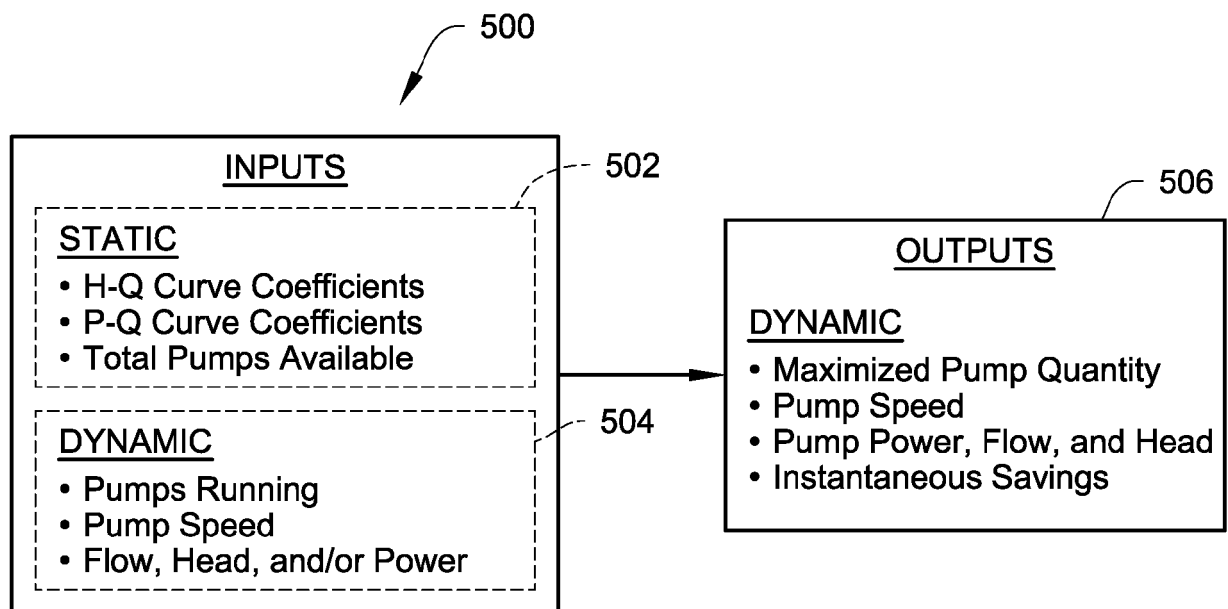 500
INPUTS
502
STATIC
• H-Q Curve Coefficients
• P-Q Curve Coefficients
• Total Pumps Available
504
DYNAMIC
• Pumps Running
• Pump Speed
• Flow, Head, and/or Power
506
OUTPUTS
DYNAMIC
• Maximized Pump Quantity
• Pump Speed
• Pump Power, Flow, and Head
• Instantaneous Savings